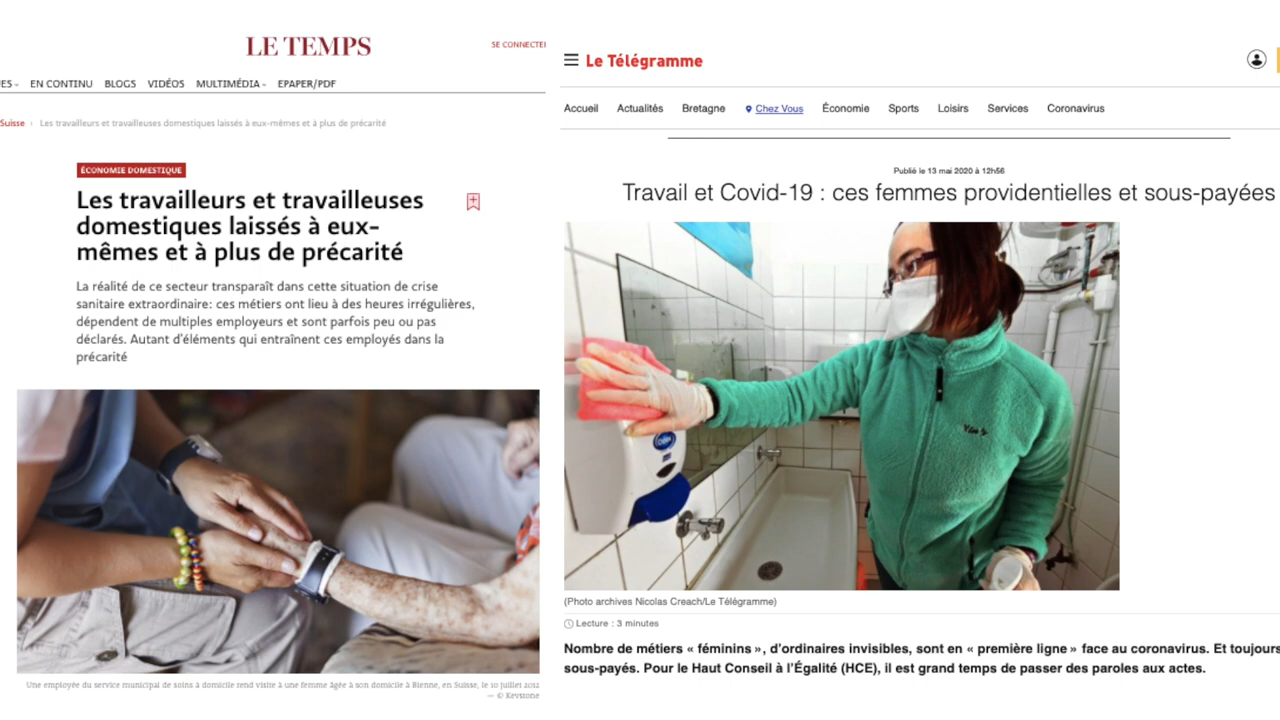 LE TEMPS
SE CONNECTER
ES
EN CONTINU
BLOGS
VIDÉOS
MULTIMÉDIA
EPAPER/PDF
Suisse › Les travailleurs et travailleuses domestiques laissés à eux-mêmes et à plus de précarité
ÉCONOMIE DOMESTIQUE
Les travailleurs et travailleuses
domestiques laissés à eux-
mêmes et à plus de précarité
La réalité de ce secteur transparaît dans cette situation de crise
sanitaire extraordinaire: ces métiers ont lieu à des heures irrégulières,
dépendent de multiples employeurs et sont parfois peu ou pas
déclarés. Autant d'éléments qui entraînent ces employés dans la
précarité
Une employée du service municipal de soins à domicile rend visite à une femme âgée à son domicile à Bienne, en Suisse, le 10 juillet 2012
— © Keystone
Le Télégramme
Accueil
Actualités
Bretagne
Chez Vous
Économie
Sports
Loisirs
Services
Coronavirus
Publié le 13 mai 2020 à 12h56
Travail et Covid-19 : ces femmes providentielles et sous-payées
(Photo archives Nicolas Creach/Le Télégramme)
Lecture : 3 minutes
Nombre de métiers « féminins », d'ordinaires invisibles, sont en « première ligne » face au coronavirus. Et toujours
sous-payés. Pour le Haut Conseil à l'Égalité (HCE), il est grand temps de passer des paroles aux actes.